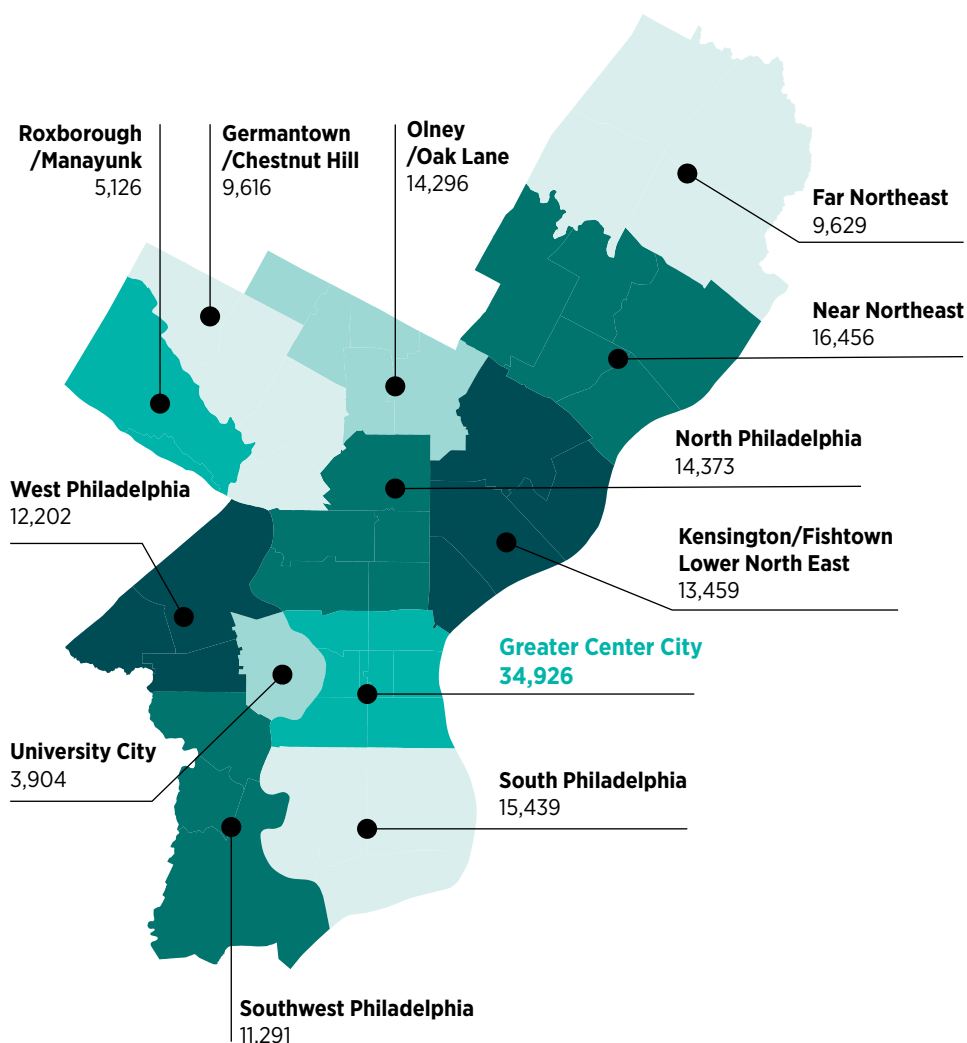 Roxborough
/Manayunk
5,126
Germantown
/Chestnut Hill
9,616
Olney
/Oak Lane
14,296
Far Northeast
9,629
Near Northeast
16,456
North Philadelphia
14,373
West Philadelphia
12,202
Kensington/Fishtown
Lower North East
13,459
Greater Center City
34,926
University City
3,904
South Philadelphia
15,439
Southwest Philadelphia
11,291